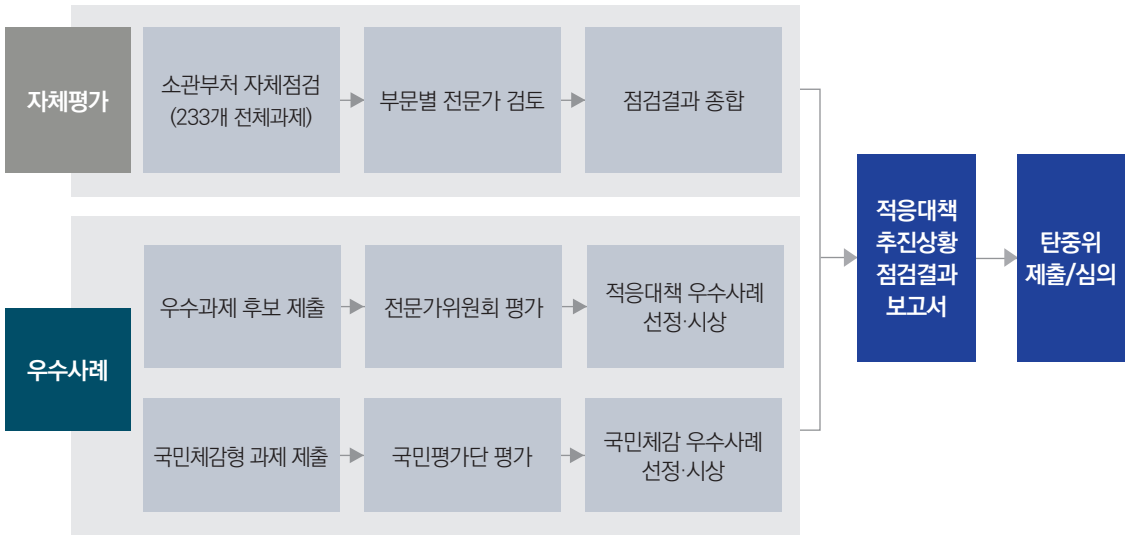 자체평가
소관부처 자체점검
(233개 전체과제)
부문별 전문가 검토
점검결과 종합
우수사례
우수과제 후보 제출
전문가위원회 평가
적응대책 우수사례
선정·시상
국민체감형 과제 제출
국민평가단 평가
국민체감 우수사례
선정·시상
적응대책
추진상황
점검결과
보고서
탄중위
제출/심의